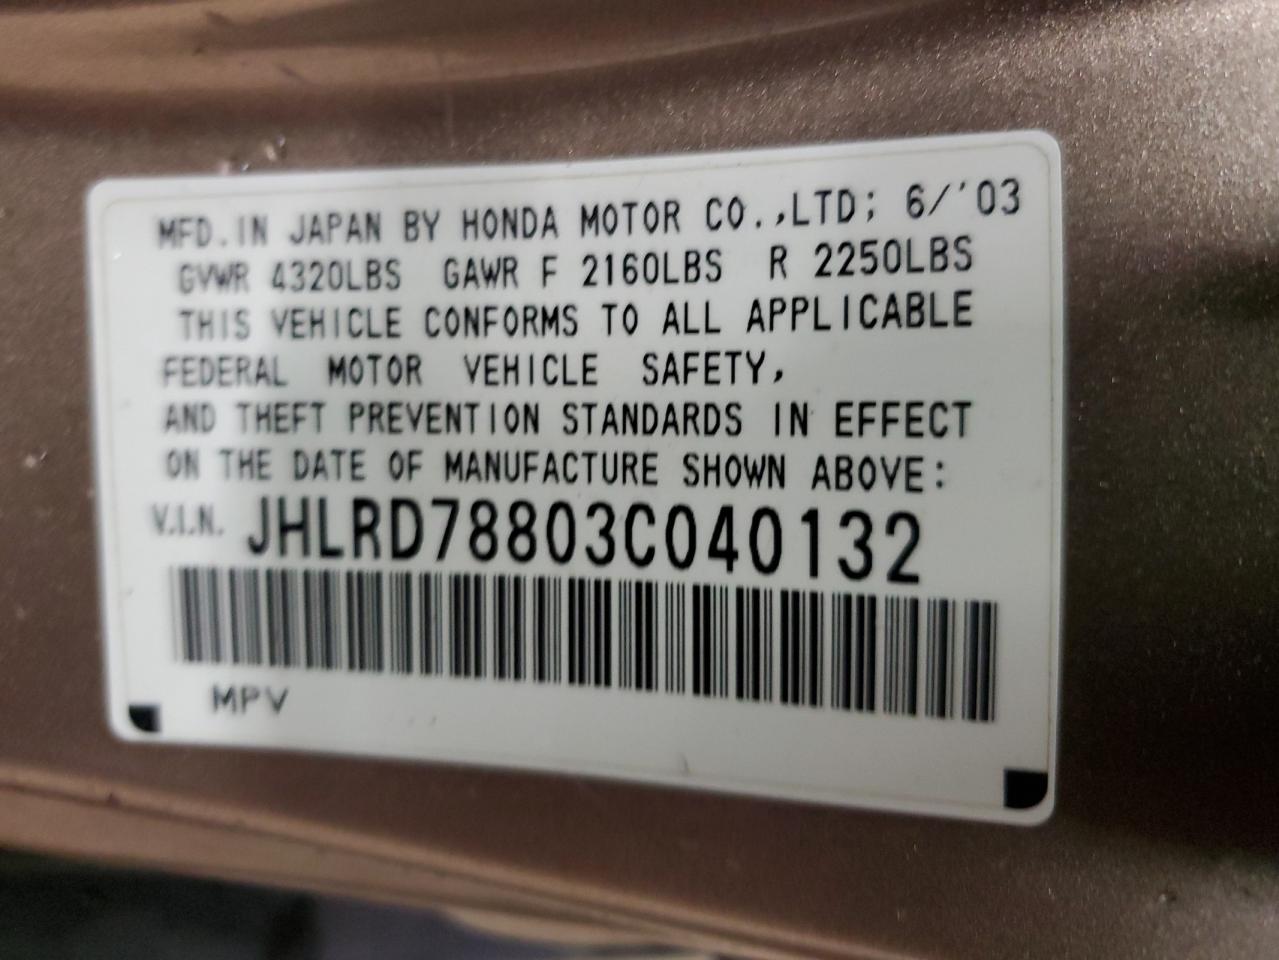 MFD. IN JAPAN BY HONDA MOTOR CO.,LTD; 6/'03
GVWR 4320LBS GAWR F 2160LBS R 2250LBS
THIS VEHICLE CONFORMS TO ALL APPLICABLE
FEDERAL MOTOR VEHICLE SAFETY,
AND THEFT PREVENTION STANDARDS IN EFFECT
ON THE DATE OF MANUFACTURE SHOWN ABOVE:
V.I.N. JHLRD78803C040132
MPV